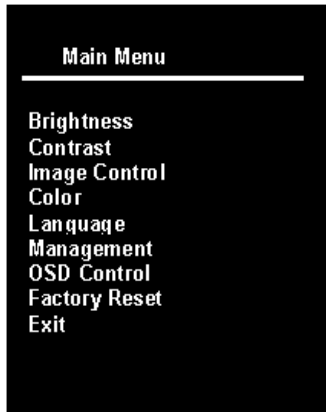 Main Menu
Brightness
Contrast
Image Control
Color
Language
Management
OSD Control
Factory Reset
Exit